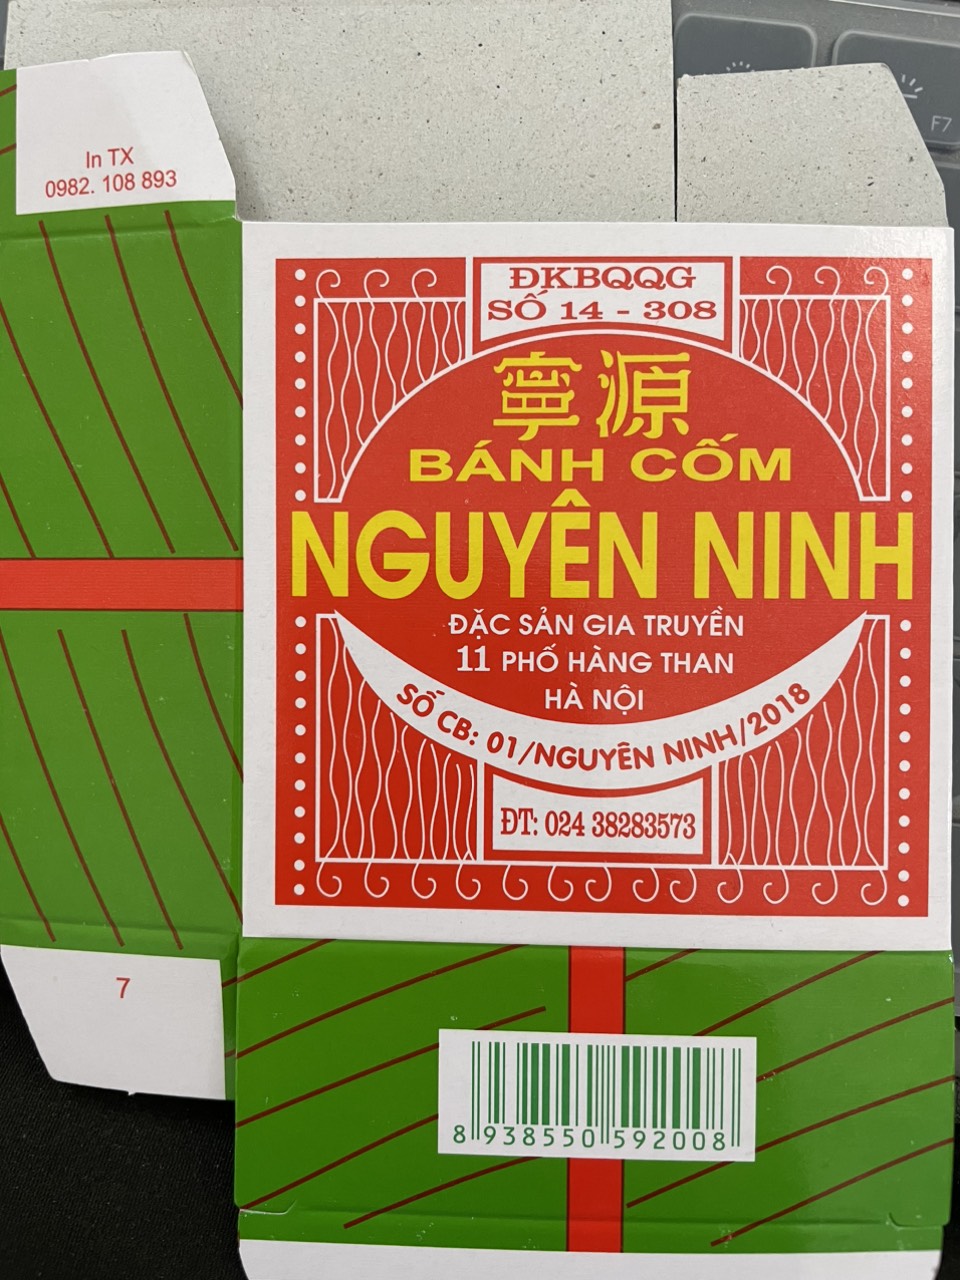 F7
In TX
0982. 108 893
ĐKBQQG
SỐ 14 - 308
寧源
BÁNH CỐM
NGUYÊN NINH
ĐẶC SẢN GIA TRUYỀN
11 PHỐ HÀNG THAN
HÀ NỘI
SỐ CB: 01/NGUYÊN NINH/2018
ĐT: 024 38283573
7
8 938550 592008